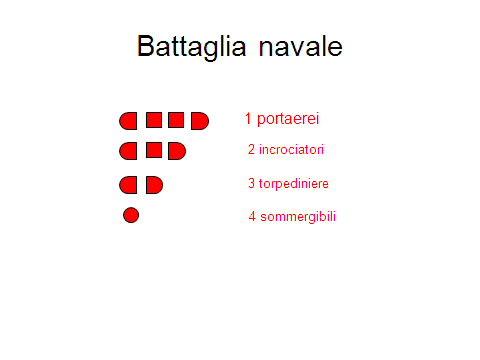 Battaglia navale
1 portaerei
2 incrociatori
3 torpediniere
4 sommergibili